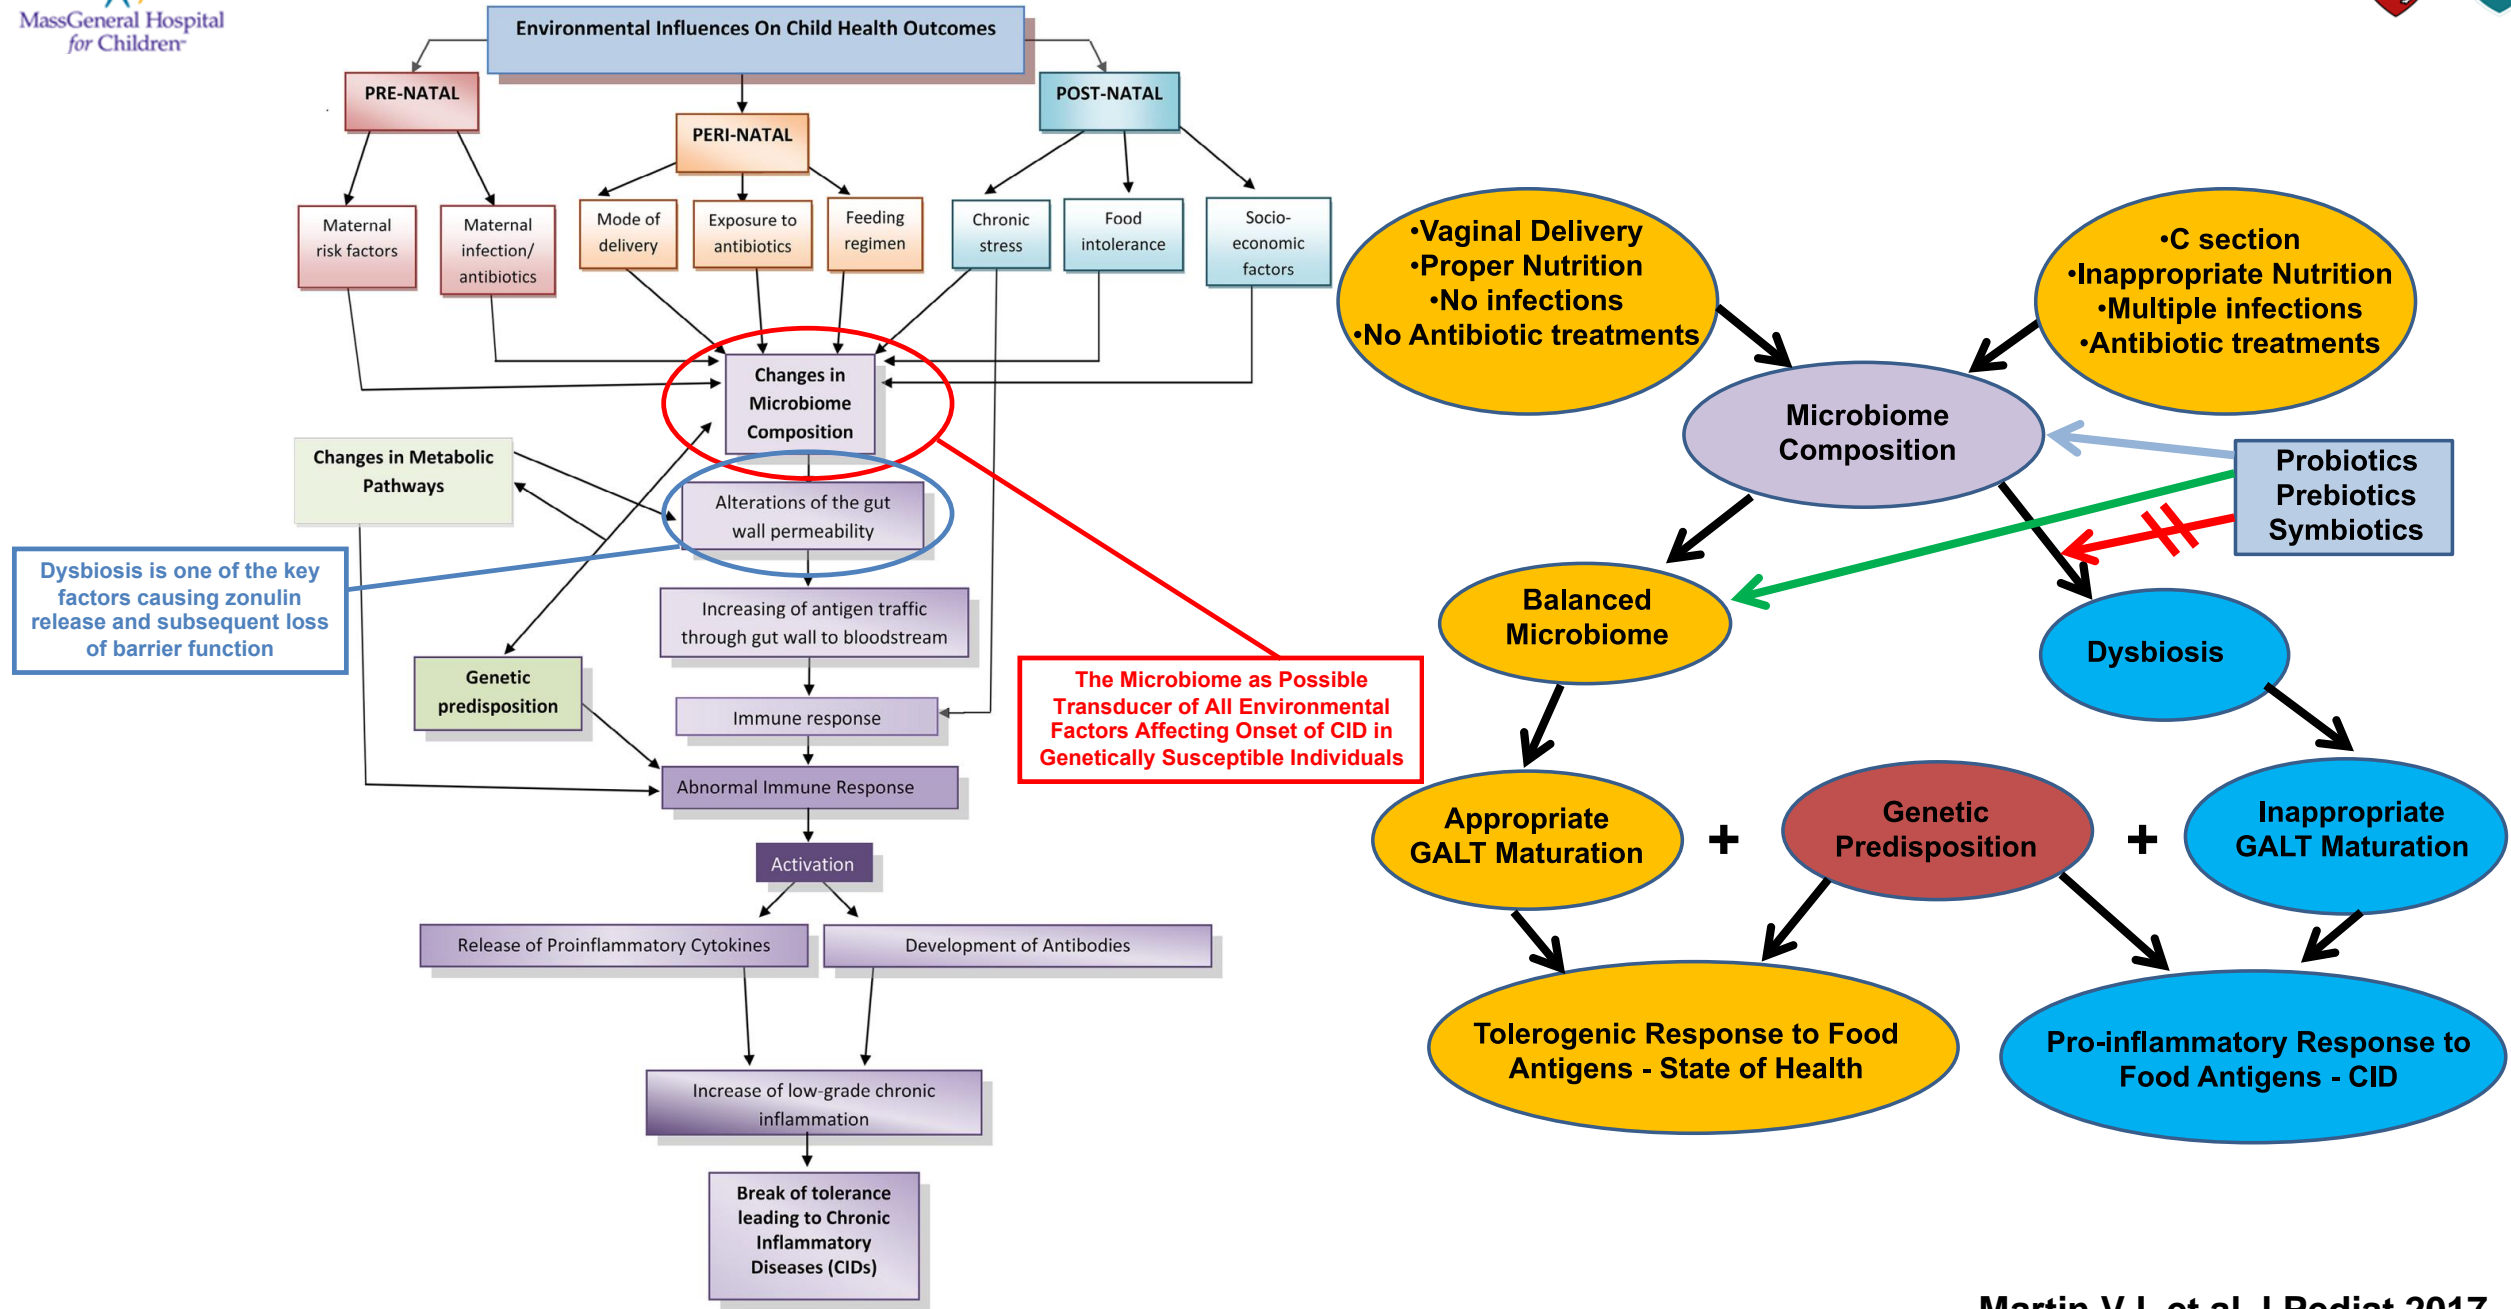 MassGeneral Hospital
for Children
Environmental Influences On Child Health Outcomes
PRE-NATAL
PERI-NATAL
POST-NATAL
Maternal
risk factors
Maternal
infection/
antibiotics
Mode of
delivery
Exposure to
antibiotics
Feeding
regimen
Chronic
stress
Food
intolerance
Socio-
economic
factors
Changes in
Microbiome
Composition
Changes in Metabolic
Pathways
Alterations of the gut
wall permeability
Dysbiosis is one of the key
factors causing zonulin
release and subsequent loss
of barrier function
Increasing of antigen traffic
through gut wall to bloodstream
Genetic
predisposition
Immune response
The Microbiome as Possible
Transducer of All Environmental
Factors Affecting Onset of CID in
Genetically Susceptible Individuals
Abnormal Immune Response
Activation
Release of Proinflammatory Cytokines
Development of Antibodies
Increase of low-grade chronic
inflammation
Break of tolerance
leading to Chronic
Inflammatory
Diseases (CIDs)
•Vaginal Delivery
•Proper Nutrition
•No infections
•No Antibiotic treatments
•C section
•Inappropriate Nutrition
•Multiple infections
•Antibiotic treatments
Microbiome
Composition
Probiotics
Prebiotics
Symbiotics
Balanced
Microbiome
Dysbiosis
Appropriate
GALT Maturation
+
Genetic
Predisposition
+
Inappropriate
GALT Maturation
Tolerogenic Response to Food
Antigens - State of Health
Pro-inflammatory Response to
Food Antigens - CID
Martin VJ, et al J Pediat 2017